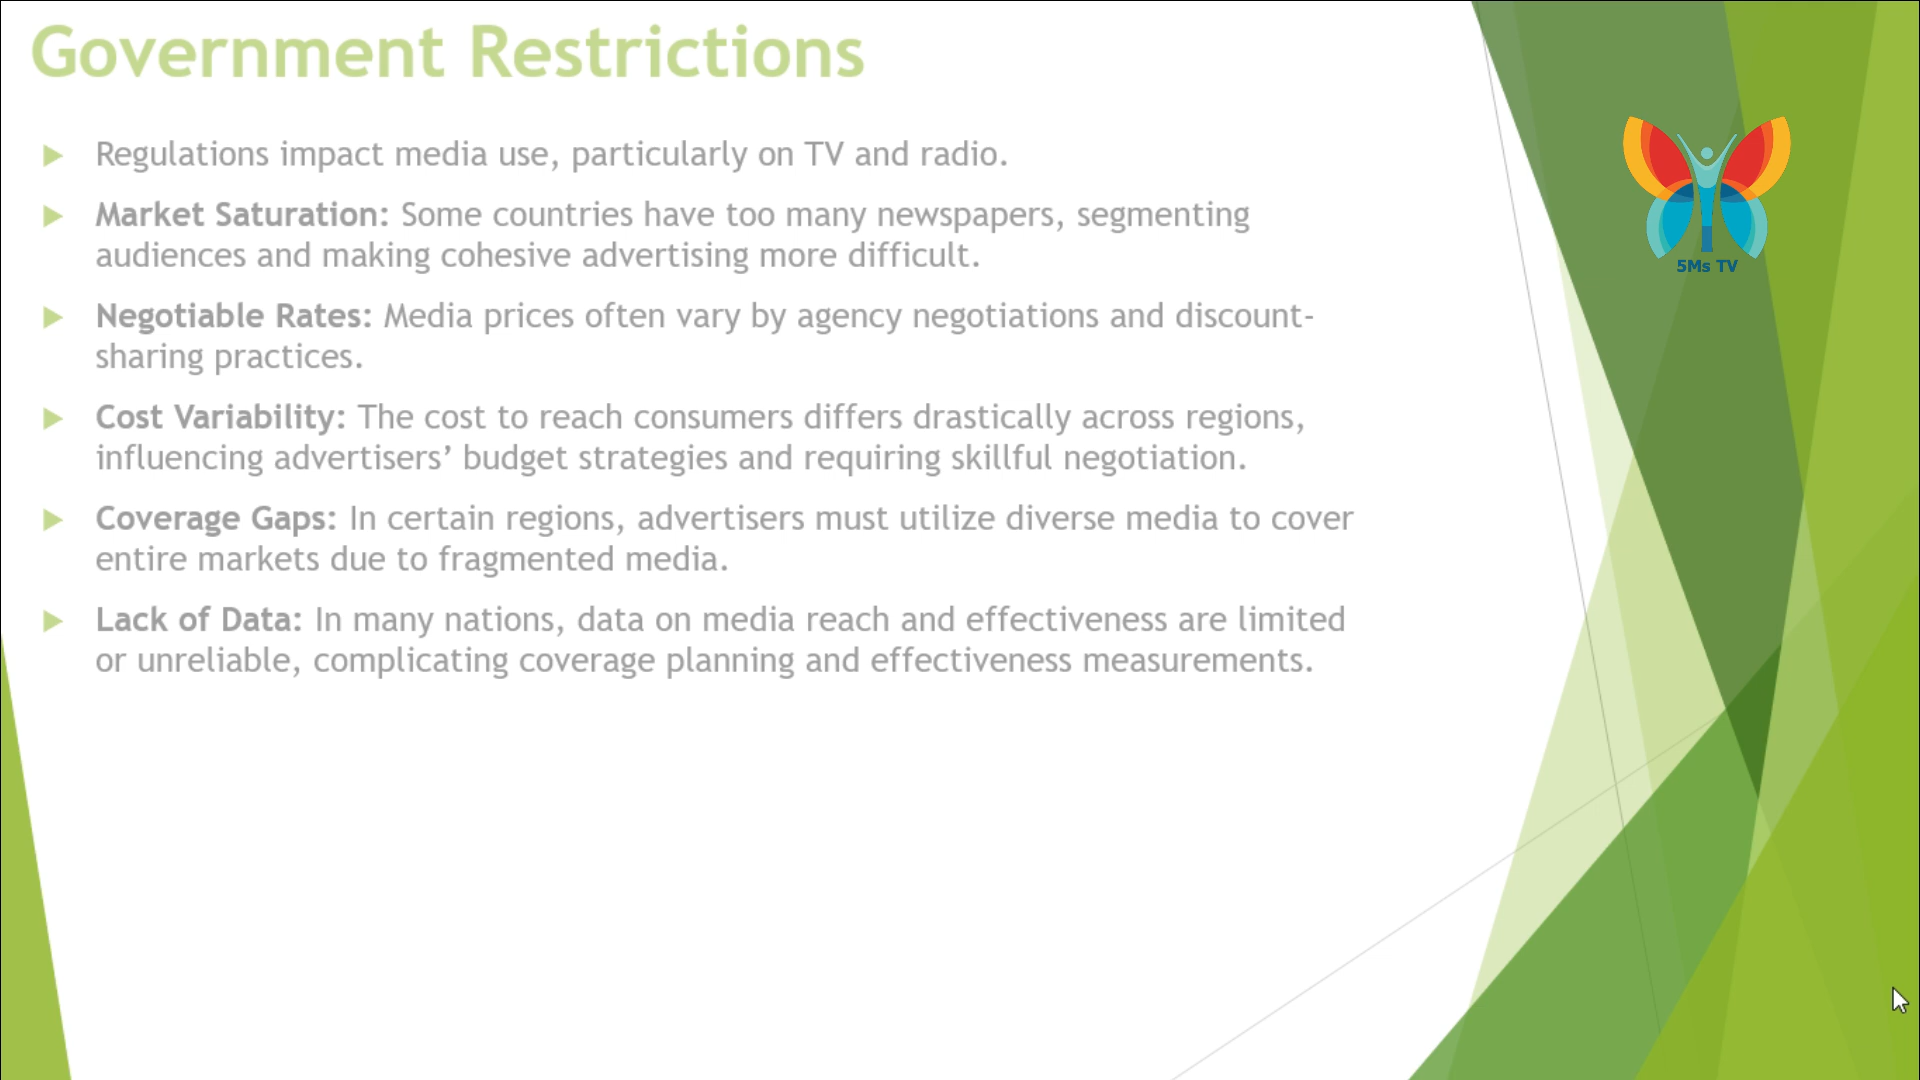 Government Restrictions
Regulations impact media use, particularly on TV and radio.
Market Saturation: Some countries have too many newspapers, segmenting
audiences and making cohesive advertising more difficult.
Negotiable Rates: Media prices often vary by agency negotiations and discount-
sharing practices.
Cost Variability: The cost to reach consumers differs drastically across regions,
influencing advertisers’ budget strategies and requiring skillful negotiation.
Coverage Gaps: In certain regions, advertisers must utilize diverse media to cover
entire markets due to fragmented media.
Lack of Data: In many nations, data on media reach and effectiveness are limited
or unreliable, complicating coverage planning and effectiveness measurements.
5Ms TV